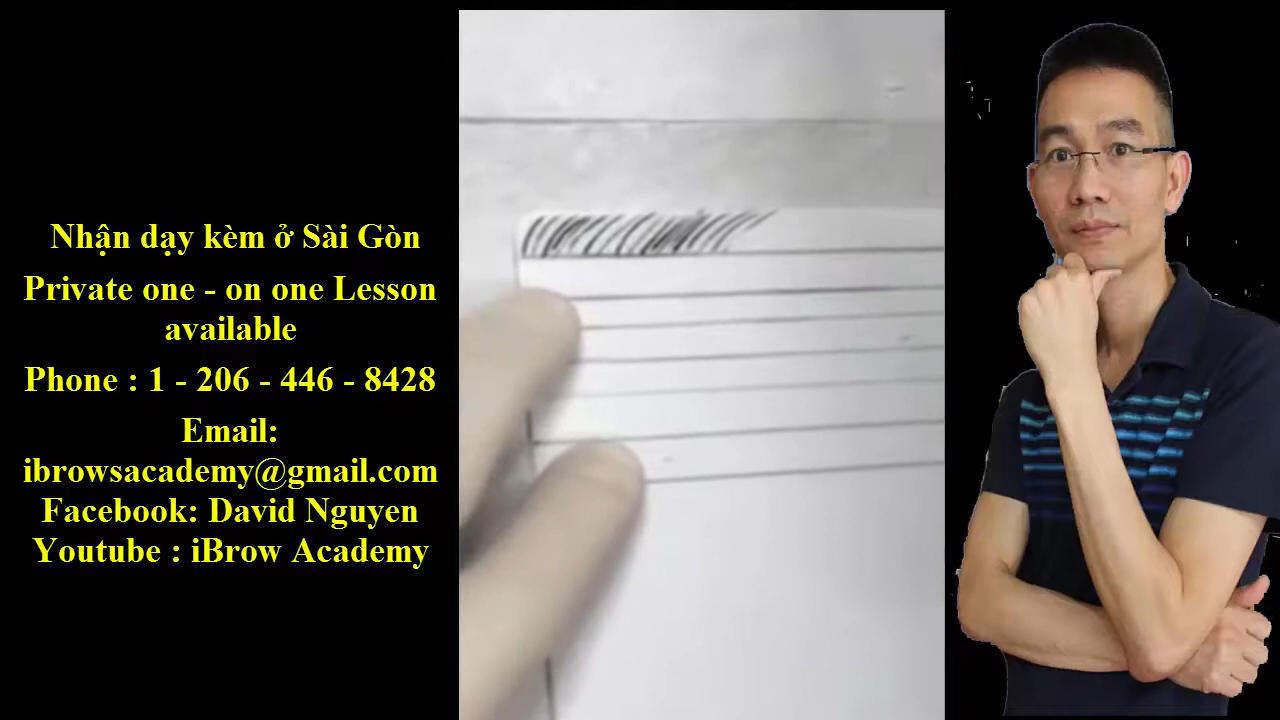 Nhận dạy kèm ở Sài Gòn
Private one - on one Lesson
available
Phone : 1 - 206 - 446 - 8428
Email:
ibrowsacademy@gmail.com
Facebook: David Nguyen
Youtube : iBrow Academy